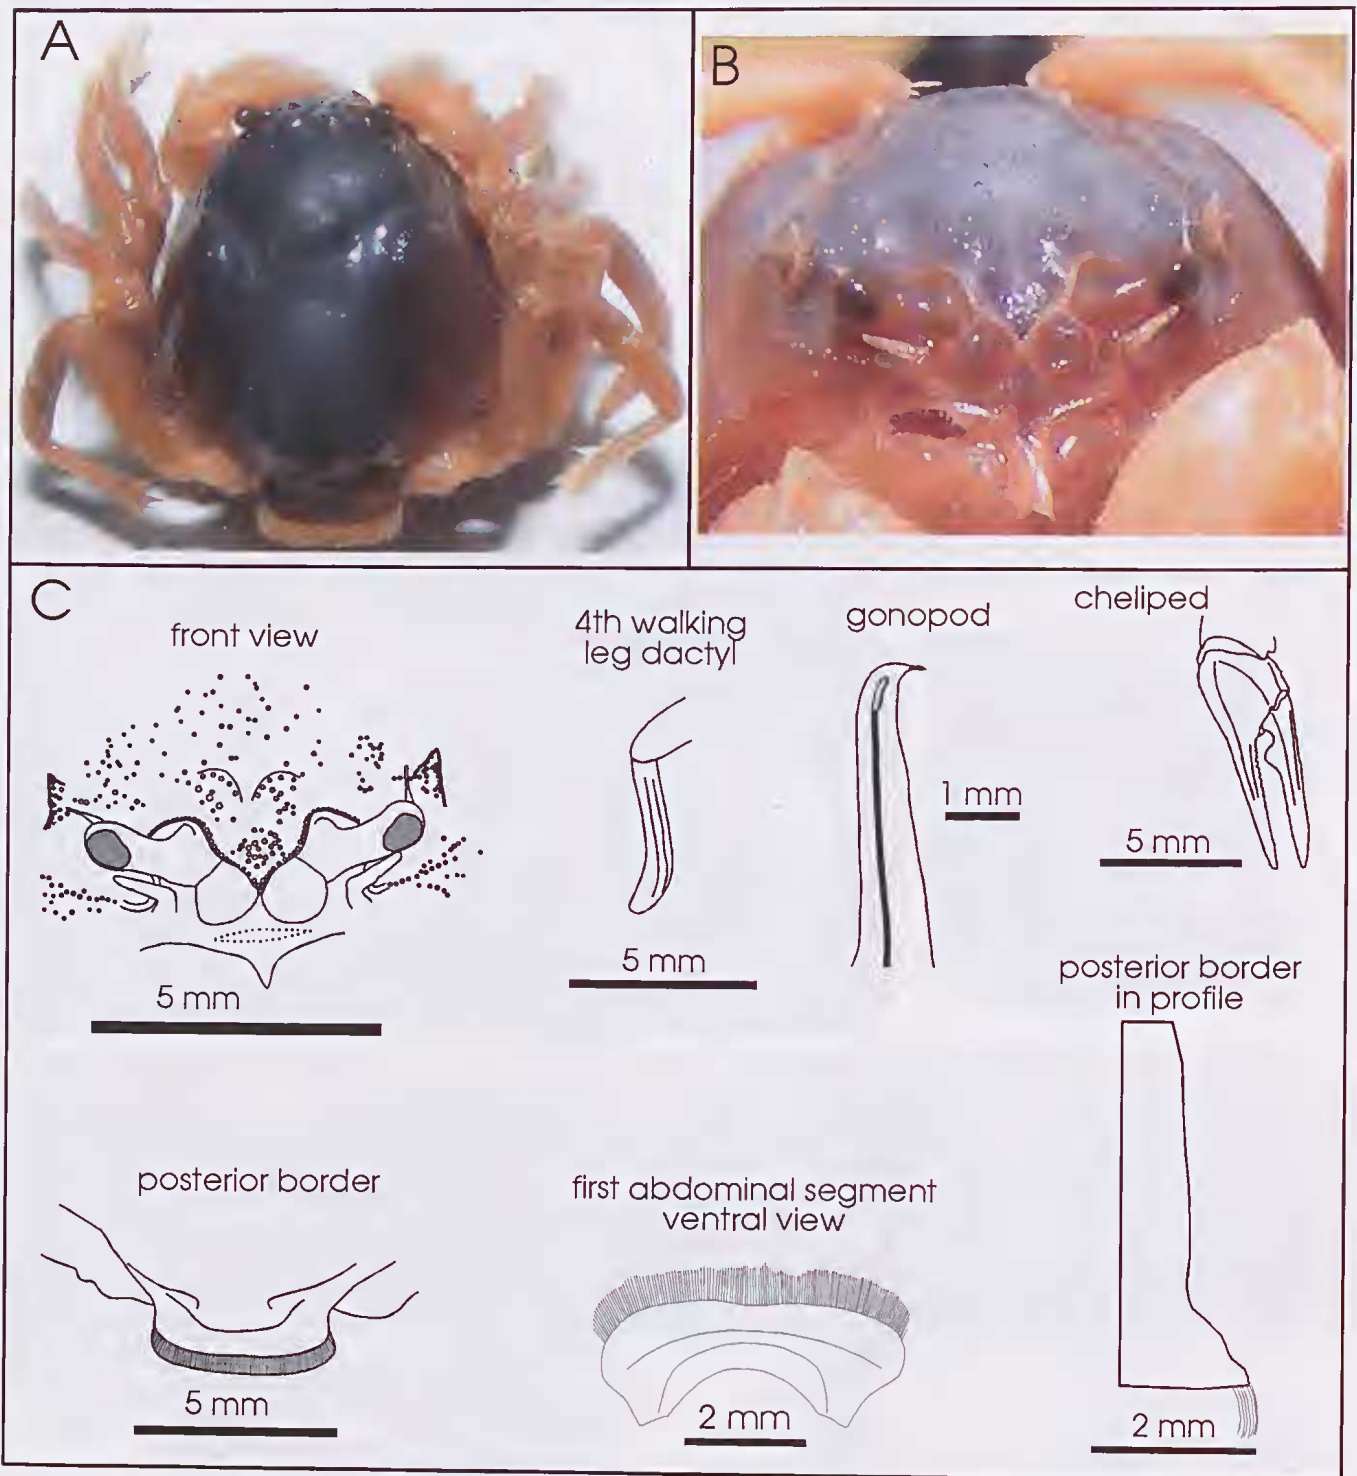 A
B
C
front view
4th walking
leg dactyl
gonopod
cheliped
1 mm
5 mm
5 mm
5 mm
posterior border
in profile
posterior border
first abdominal segment
ventral view
5 mm
2 mm
2 mm